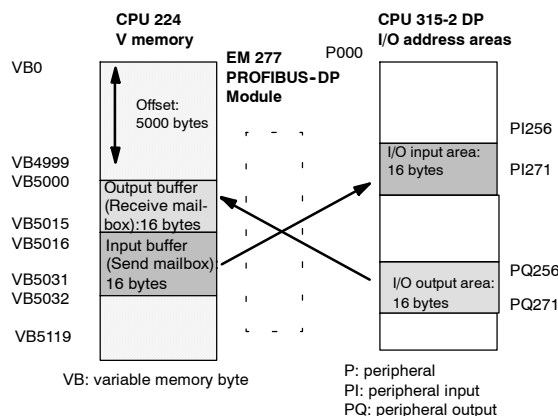 CPU 224
V memory
CPU 315-2 DP
I/O address areas
EM 277
PROFIBUS-DP
Module
P000
VB0
Offset:
5000 bytes
VB4999
VB5000
Output buffer
(Receive mail-
box):16 bytes
VB5015
VB5016
Input buffer
(Send mailbox):
16 bytes
VB5031
VB5032
VB5119
PI256
I/O input area:
16 bytes
PI271
PQ256
I/O output area:
16 bytes
PQ271
VB: variable memory byte
P: peripheral
PI: peripheral input
PQ: peripheral output